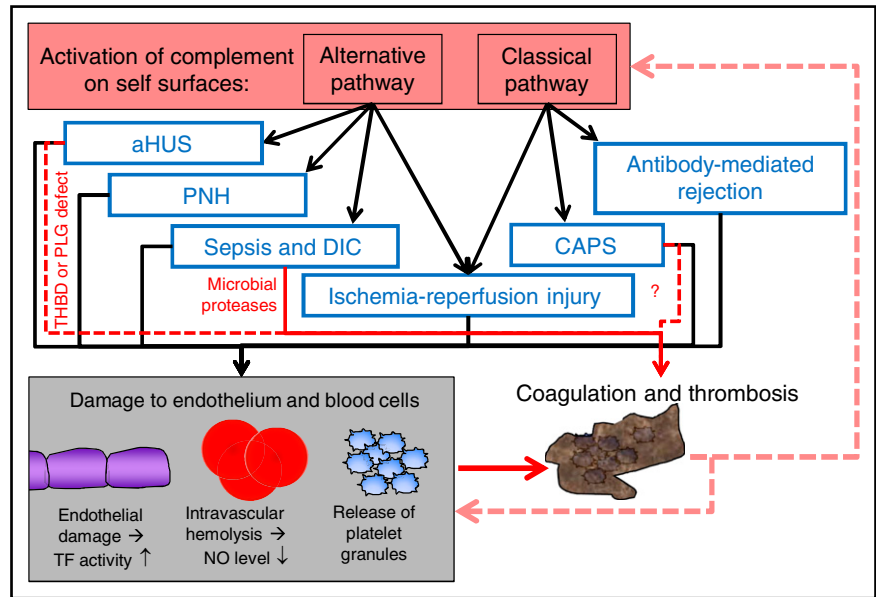 Activation of complement
on self surfaces:
Alternative
pathway
Classical
pathway
aHUS
PNH
Sepsis and DIC
CAPS
Antibody-mediated
rejection
Ischemia-reperfusion injury
THBD or PLG defect
Microbial
proteases
?
Damage to endothelium and blood cells
Endothelial
damage →
TF activity ↑
Intravascular
hemolysis →
NO level ↓
Release of
platelet
granules
Coagulation and thrombosis